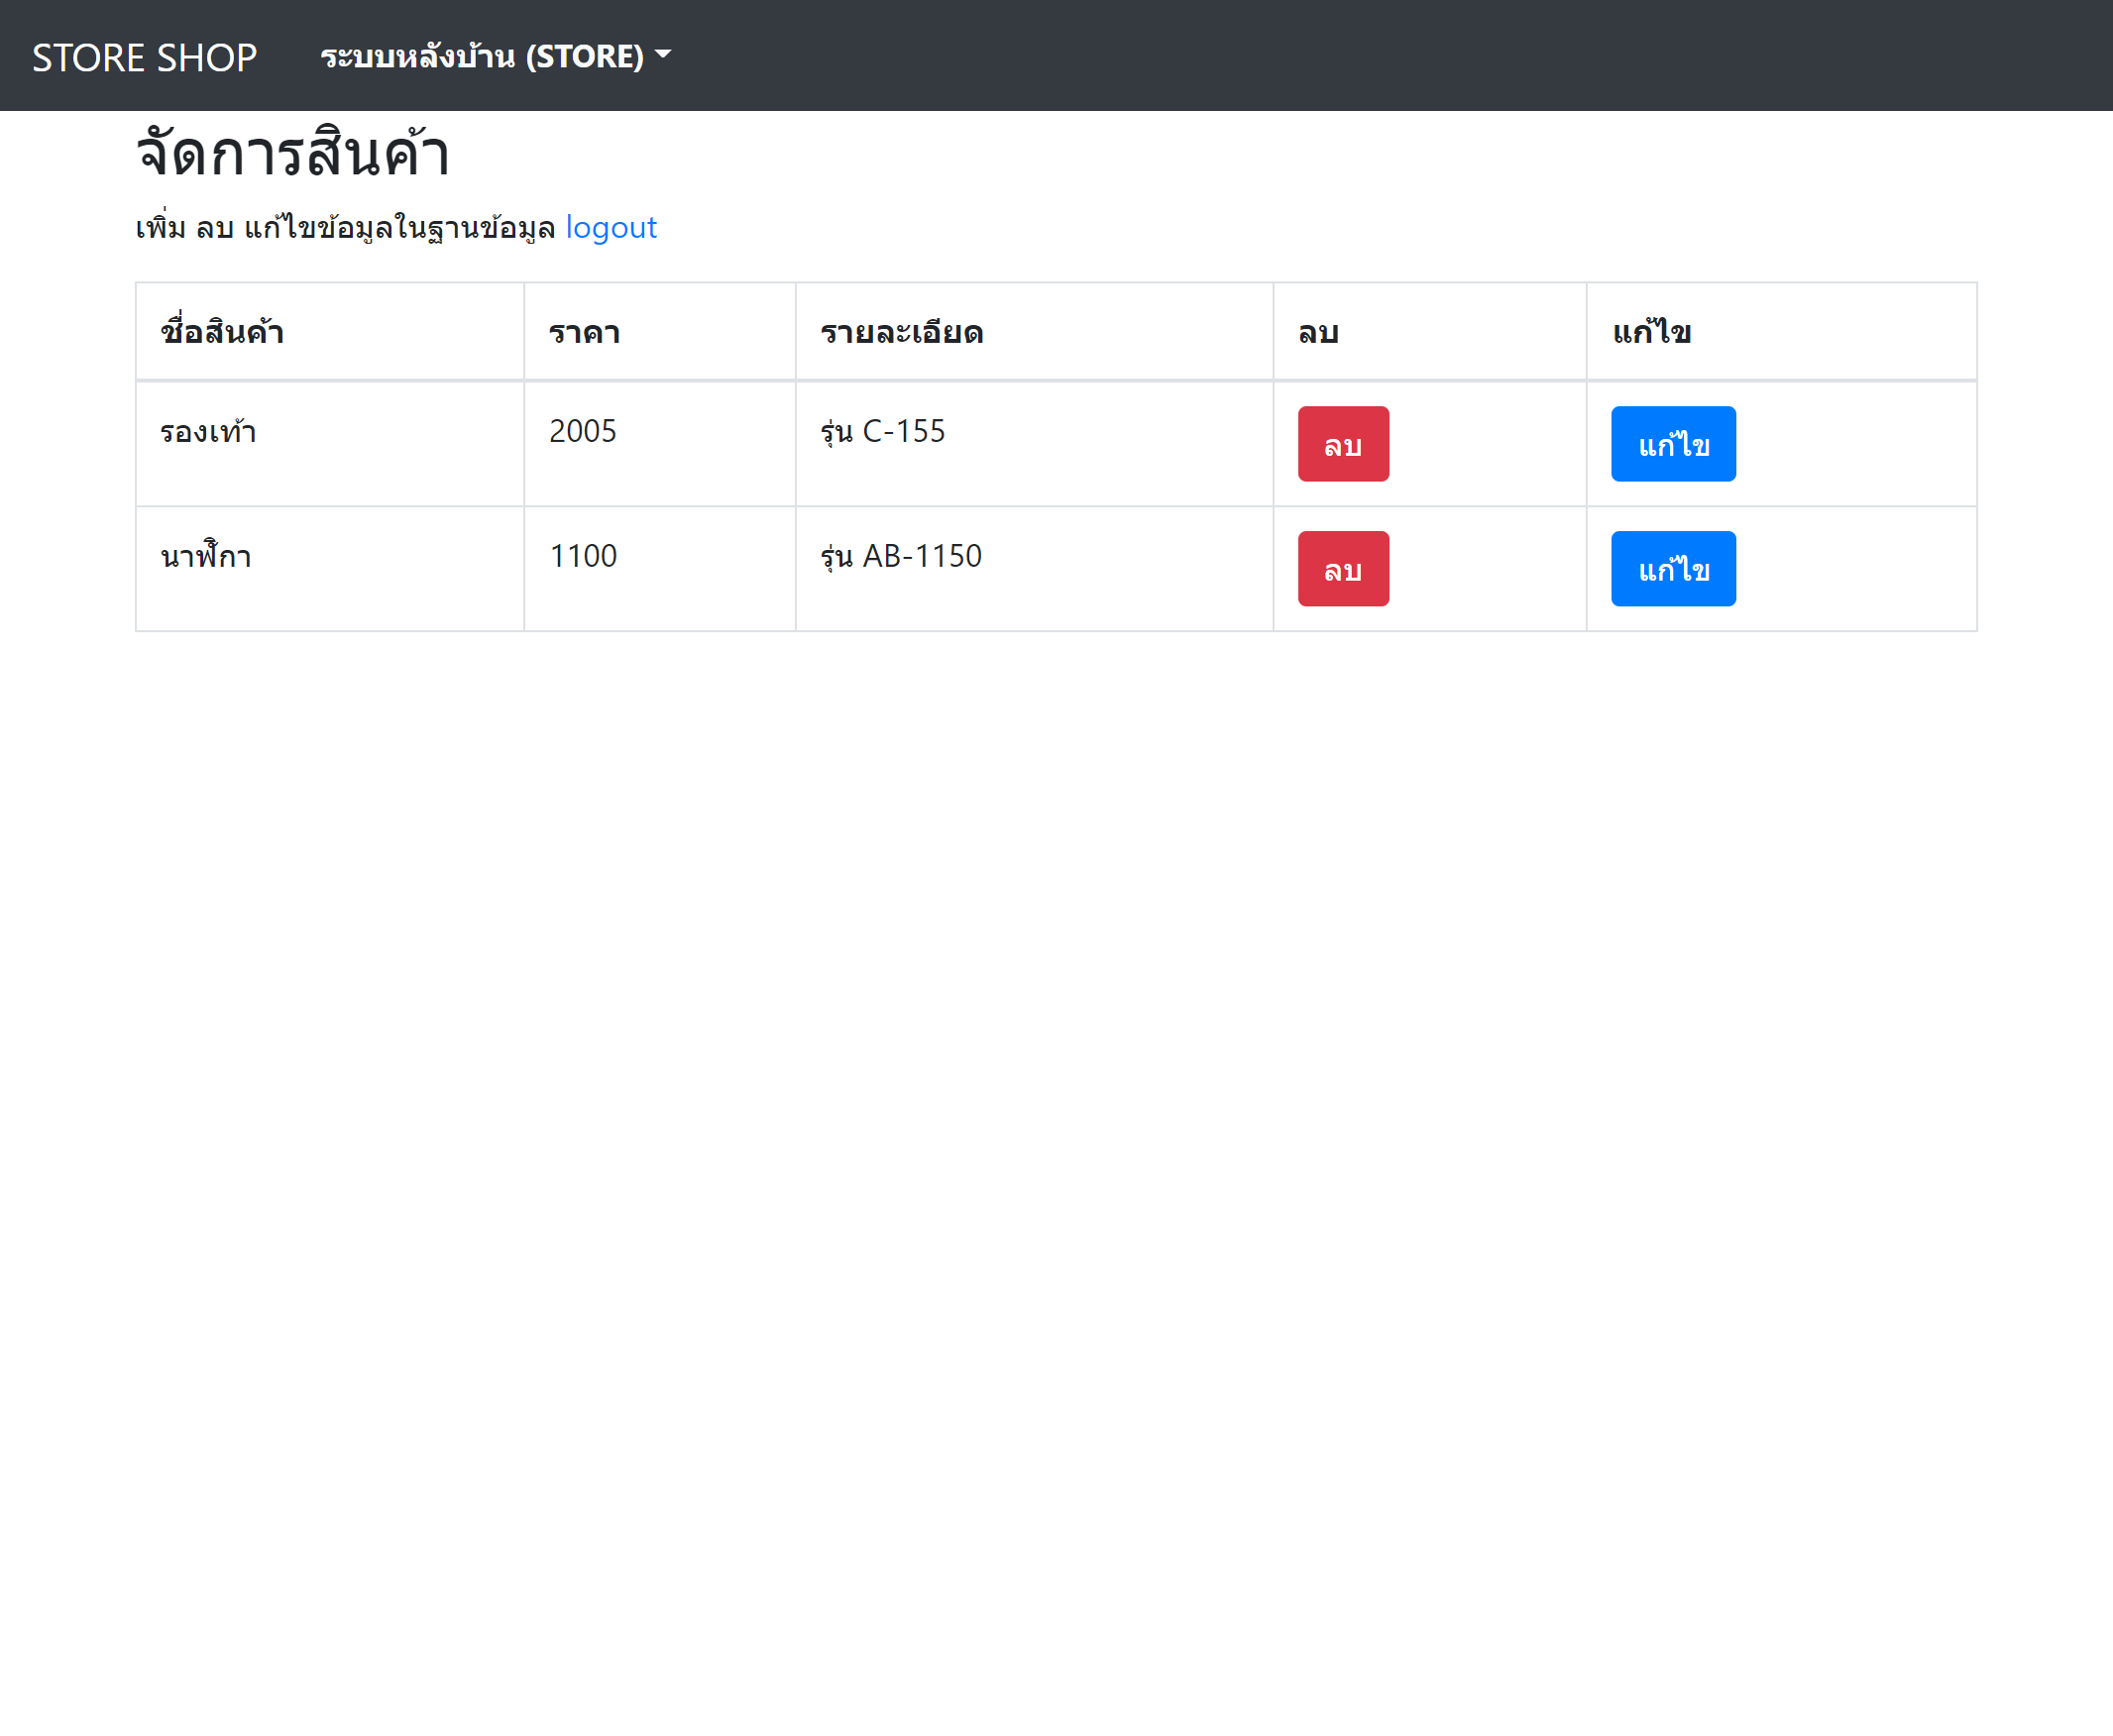 STORE SHOP ระบบหลังบ้าน (STORE)
จัดการสินค้า
เพิ่ม ลบ แก้ไขข้อมูลในฐานข้อมูล logout
ชื่อสินค้า ราคา รายละเอียด ลบ แก้ไข
รองเท้า 2005 รุ่น C-155 ลบ แก้ไข
นาฬิกา 1100 รุ่น AB-1150 ลบ แก้ไข